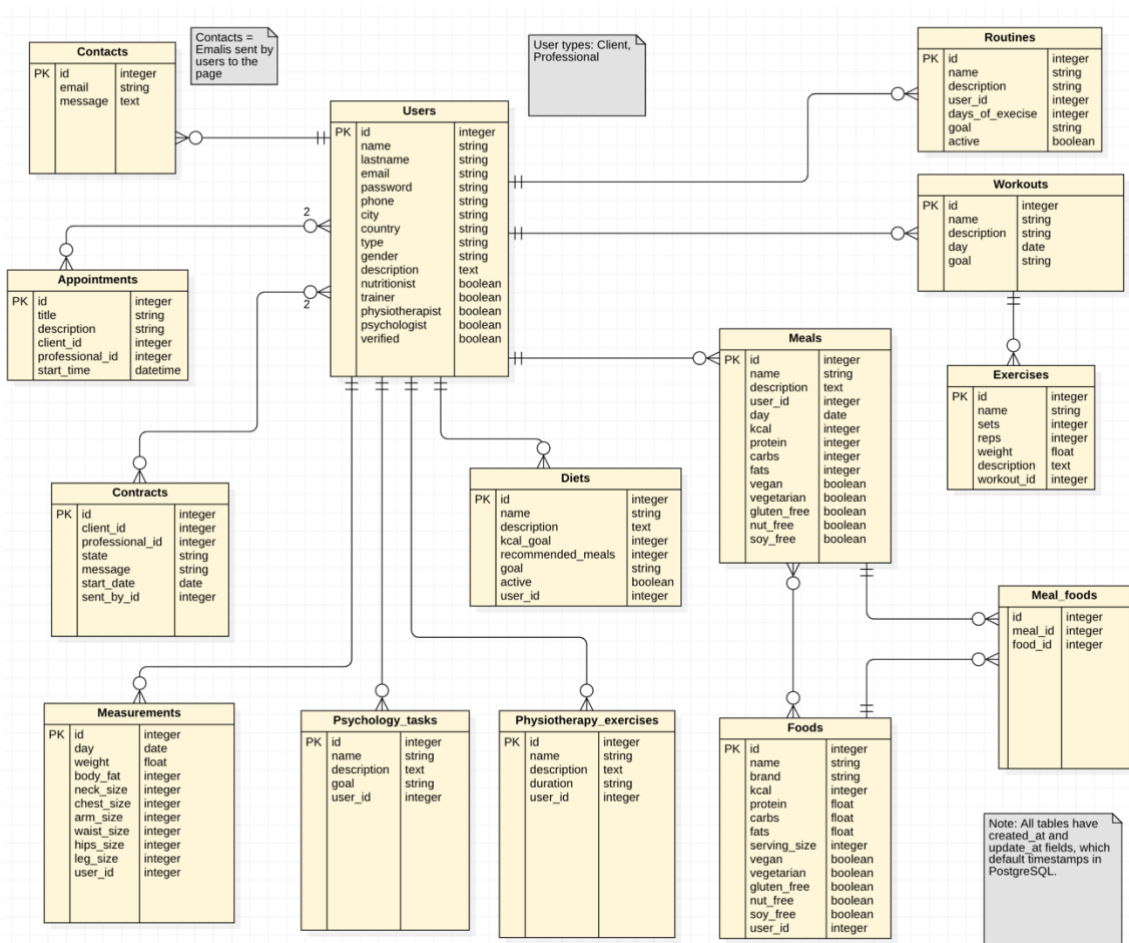 Contacts
PK id integer
email string
message text
Contacts =
Emalis sent by
users to the
page
User types: Client,
Professional
Routines
PK id integer
name string
description string
user_id integer
days_of_execise integer
goal string
active boolean
Users
PK id integer
name string
lastname string
email string
password string
phone string
city string
country string
type string
gender string
description text
nutritionist boolean
trainer boolean
physiotherapist boolean
psychologist boolean
verified boolean
Workouts
PK id integer
name string
description string
day date
goal string
2
2
Appointments
PK id integer
title string
description string
client_id integer
professional_id integer
start_time datetime
Meals
PK id integer
name string
description text
user_id integer
day date
kcal integer
protein integer
carbs integer
fats integer
vegan boolean
vegetarian boolean
gluten_free boolean
nut_free boolean
soy_free boolean
Exercises
PK id integer
name string
sets integer
reps integer
weight float
description text
workout_id integer
Contracts
PK id integer
client_id integer
professional_id integer
state string
message string
start_date date
sent_by_id integer
Diets
PK id integer
name string
description text
kcal_goal integer
recommended_meals integer
goal string
active boolean
user_id integer
Meal_foods
id integer
meal_id integer
food_id integer
Measurements
PK id integer
day date
weight float
body_fat integer
neck_size integer
chest_size integer
arm_size integer
waist_size integer
hips_size integer
leg_size integer
user_id integer
Psychology_tasks
PK id integer
name string
description text
goal string
user_id integer
Physiotherapy_exercises
PK id integer
name string
description text
duration string
user_id integer
Foods
PK id integer
name string
brand string
kcal integer
protein float
carbs float
fats float
serving_size integer
vegan boolean
vegetarian boolean
gluten_free boolean
nut_free boolean
soy_free boolean
user_id integer
Note: All tables have
created_at and
update_at fields, which
default timestamps in
PostgreSQL.